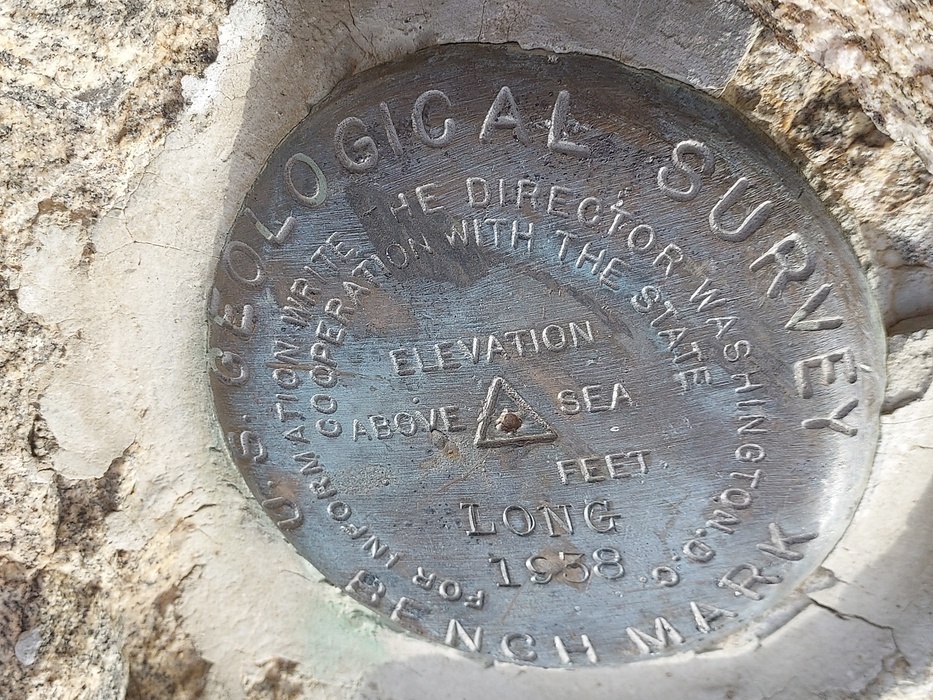 U. S. GEOLOGICAL SURVEY
BENCH MARK
FOR INFORMATION WRITE THE DIRECTOR WASHINGTON, D.C.
COOPERATION WITH THE STATE
ELEVATION
ABOVE SEA
FEET
LONG
1938